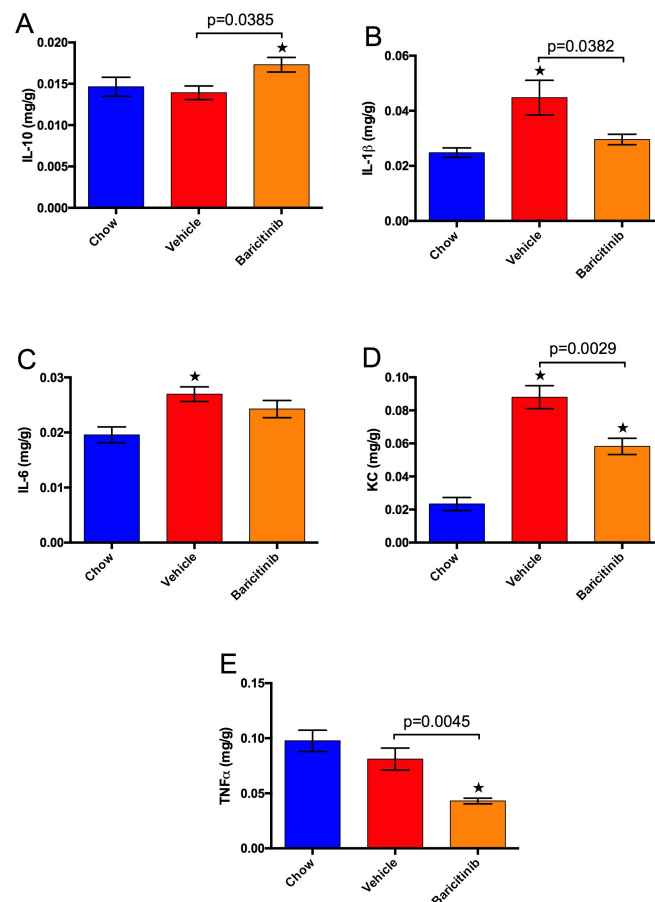 A
p=0.0385
IL-10 (mg/g)
0.020
0.015
0.010
0.005
0.000
★
Chow
Vehicle
Baricitinib
B
p=0.0382
IL-1β (mg/g)
0.06
0.04
0.02
0.00
★
Chow
Vehicle
Baricitinib
C
IL-6 (mg/g)
0.03
0.02
0.01
0.00
★
Chow
Vehicle
Baricitinib
D
p=0.0029
KC (mg/g)
0.10
0.08
0.06
0.04
0.02
0.00
★
★
Chow
Vehicle
Baricitinib
E
p=0.0045
TNFα (mg/g)
0.15
0.10
0.05
0.00
★
Chow
Vehicle
Baricitinib